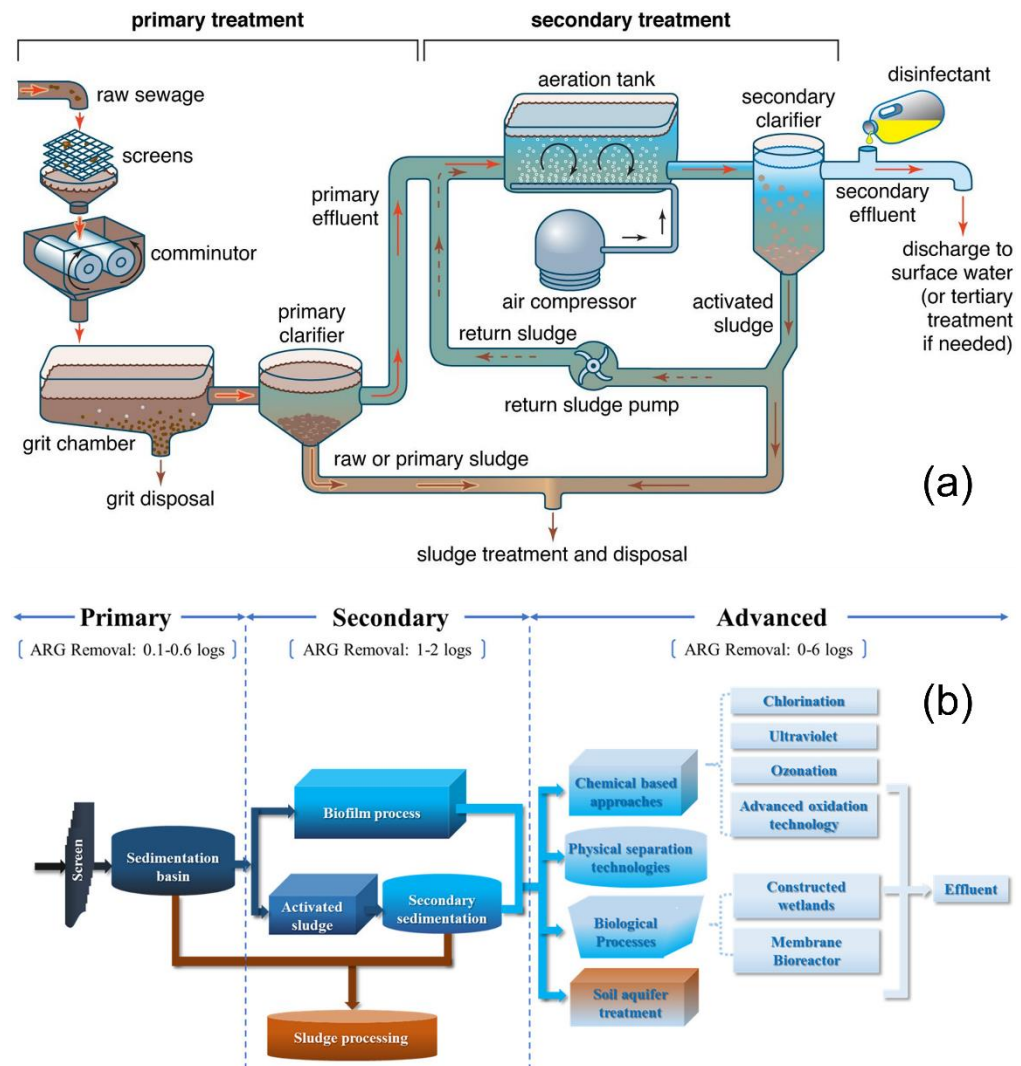 primary treatment
secondary treatment
raw sewage
screens
comminutor
grit chamber
grit disposal
primary
clarifier
raw or primary sludge
primary
effluent
aeration tank
air compressor
return sludge
return sludge pump
secondary
clarifier
activated
sludge
disinfectant
secondary
effluent
discharge to
surface water
(or tertiary
treatment
if needed)
sludge treatment and disposal
(a)
Primary
[ ARG Removal: 0.1-0.6 logs ]
Secondary
[ ARG Removal: 1-2 logs ]
Advanced
[ ARG Removal: 0-6 logs ]
(b)
Screen
Sedimentation
basin
Biofilm process
Activated
sludge
Secondary
sedimentation
Sludge processing
Chemical based
approaches
Physical separation
technologies
Biological
Processes
Soil aquifer
treatment
Chlorination
Ultraviolet
Ozonation
Advanced oxidation
technology
Constructed
wetlands
Membrane
Bioreactor
Effluent